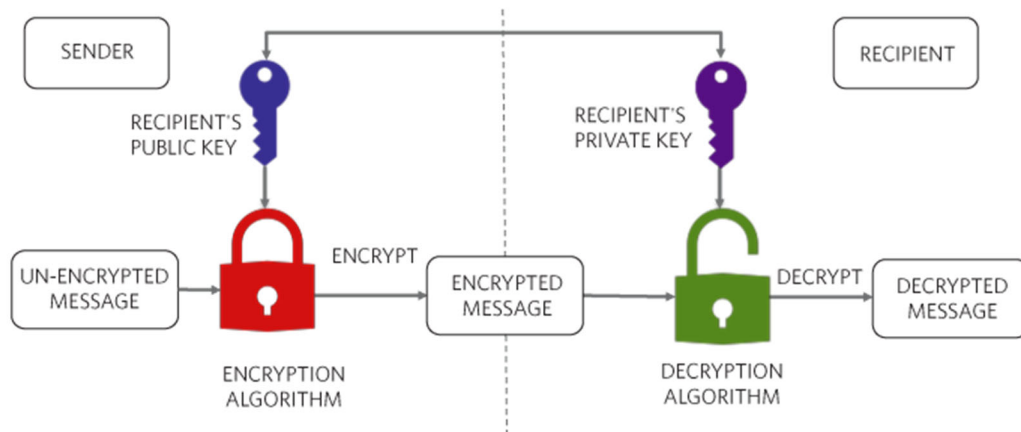 SENDER
RECIPIENT
RECIPIENT'S
PUBLIC KEY
RECIPIENT'S
PRIVATE KEY
UN-ENCRYPTED
MESSAGE
ENCRYPT
ENCRYPTED
MESSAGE
DECRYPT
DECRYPTED
MESSAGE
ENCRYPTION
ALGORITHM
DECRYPTION
ALGORITHM